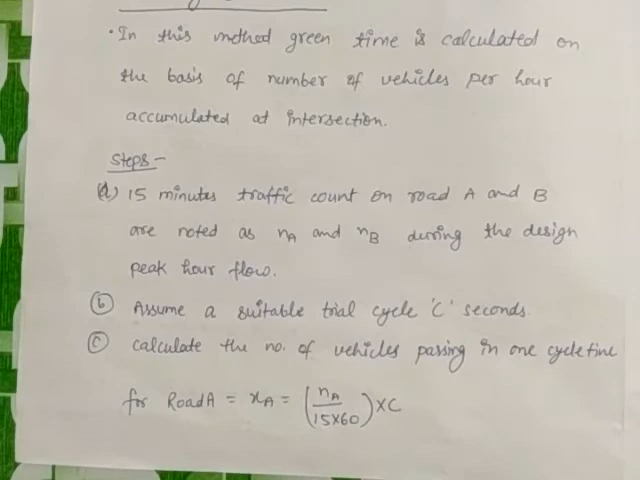 • In this method green time is calculated on
the basis of number of vehicles per hour
accumulated at intersection.
Steps -
(a) 15 minutes traffic count on road A and B
are noted as nA and nB during the design
peak hour flow.
(b) Assume a suitable trial cycle 'C' seconds.
(c) calculate the no. of vehicles passing in one cycle time
for Road A = xA = (nA / 15×60) × C